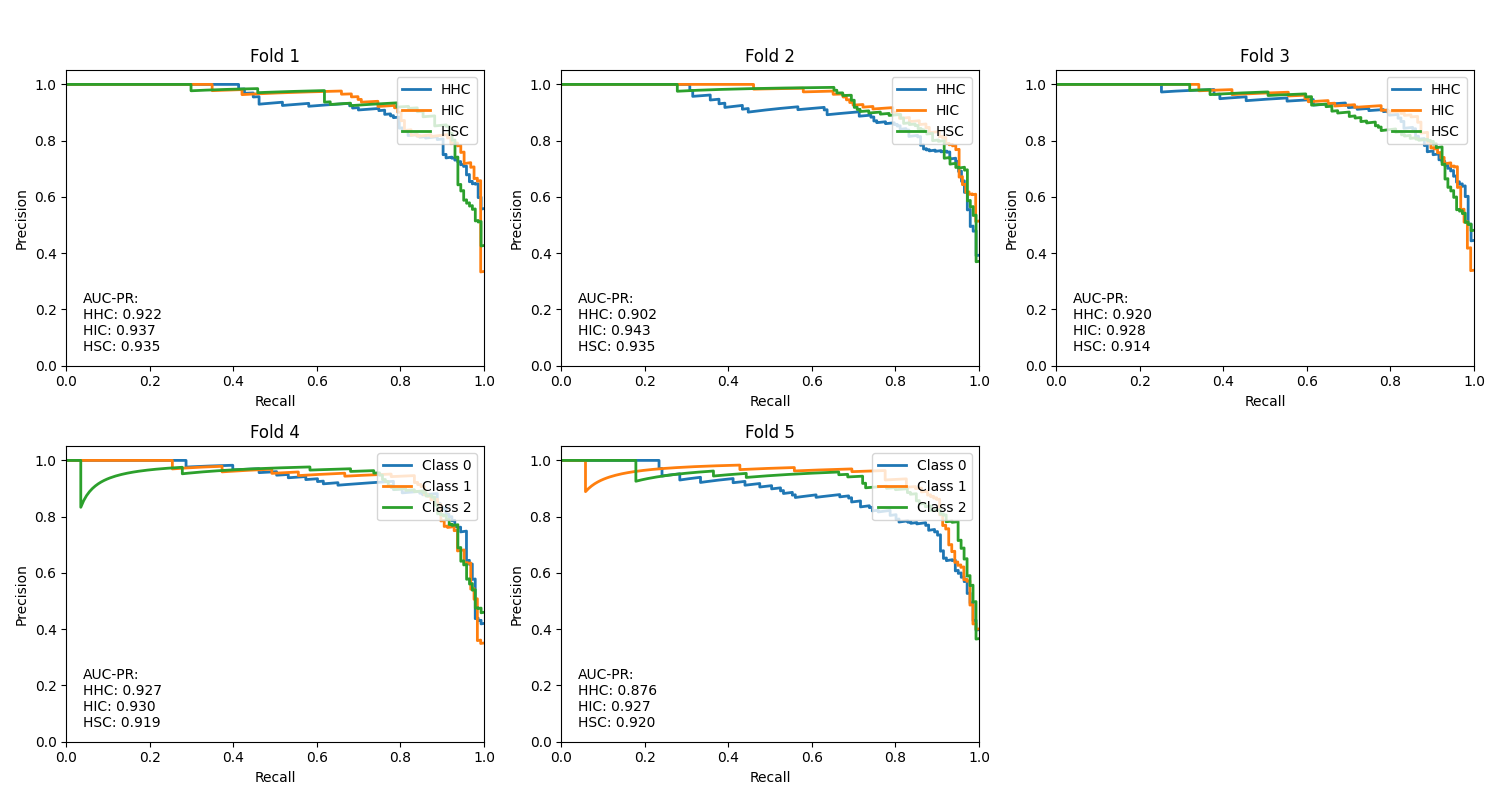 Fold 1
1.0
0.8
0.6
0.4
0.2
0.0
Precision
HHC
HIC
HSC
AUC-PR:
HHC: 0.922
HIC: 0.937
HSC: 0.935
0.0 0.2 0.4 0.6 0.8 1.0
Recall
Fold 2
1.0
0.8
0.6
0.4
0.2
0.0
Precision
HHC
HIC
HSC
AUC-PR:
HHC: 0.902
HIC: 0.943
HSC: 0.935
0.0 0.2 0.4 0.6 0.8 1.0
Recall
Fold 3
1.0
0.8
0.6
0.4
0.2
0.0
Precision
HHC
HIC
HSC
AUC-PR:
HHC: 0.920
HIC: 0.928
HSC: 0.914
0.0 0.2 0.4 0.6 0.8 1.0
Recall
Fold 4
1.0
0.8
0.6
0.4
0.2
0.0
Precision
Class 0
Class 1
Class 2
AUC-PR:
HHC: 0.927
HIC: 0.930
HSC: 0.919
0.0 0.2 0.4 0.6 0.8 1.0
Recall
Fold 5
1.0
0.8
0.6
0.4
0.2
0.0
Precision
Class 0
Class 1
Class 2
AUC-PR:
HHC: 0.876
HIC: 0.927
HSC: 0.920
0.0 0.2 0.4 0.6 0.8 1.0
Recall